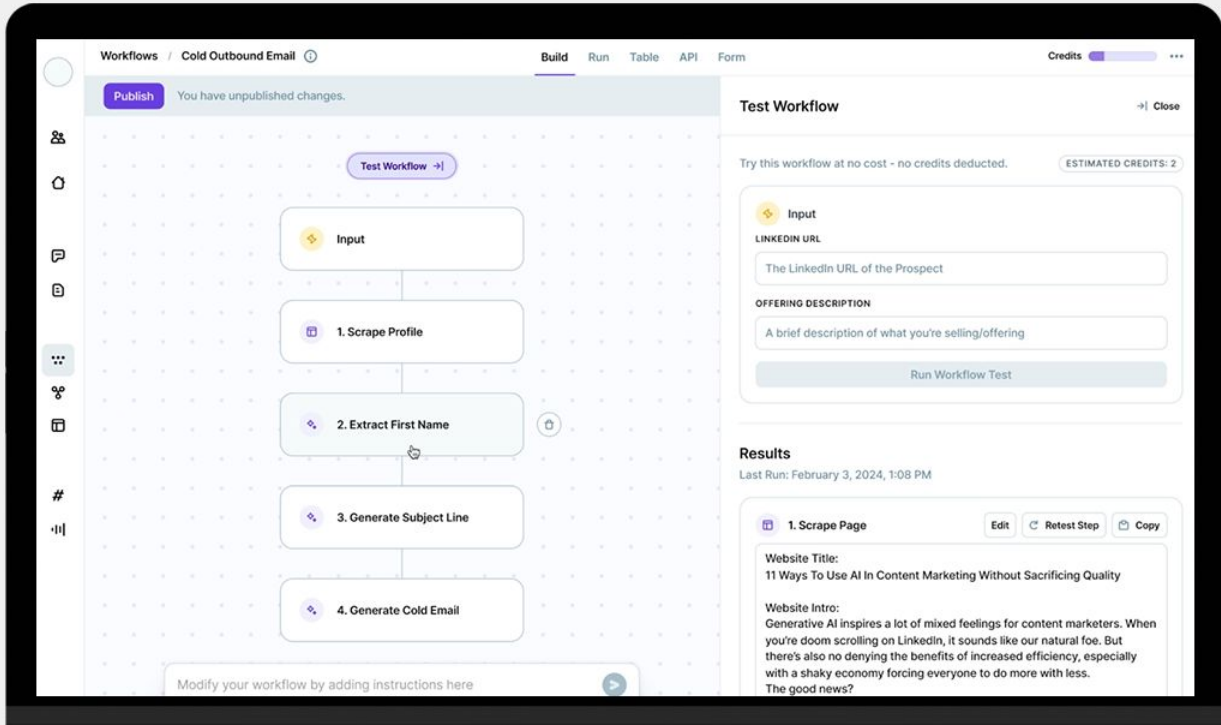 Workflows / Cold Outbound Email
Build Run Table API Form
Credits
Publish
You have unpublished changes.
Test Workflow
Input
1. Scrape Profile
2. Extract First Name
3. Generate Subject Line
4. Generate Cold Email
Modify your workflow by adding instructions here
Test Workflow
Close
Try this workflow at no cost - no credits deducted.
ESTIMATED CREDITS: 2
Input
LINKEDIN URL
The LinkedIn URL of the Prospect
OFFERING DESCRIPTION
A brief description of what you're selling/offering
Run Workflow Test
Results
Last Run: February 3, 2024, 1:08 PM
1. Scrape Page
Edit
Retest Step
Copy
Website Title:
11 Ways To Use AI In Content Marketing Without Sacrificing Quality
Website Intro:
Generative AI inspires a lot of mixed feelings for content marketers. When
you're doom scrolling on LinkedIn, it sounds like our natural foe. But
there's also no denying the benefits of increased efficiency, especially
with a shaky economy forcing everyone to do more with less.
The good news?